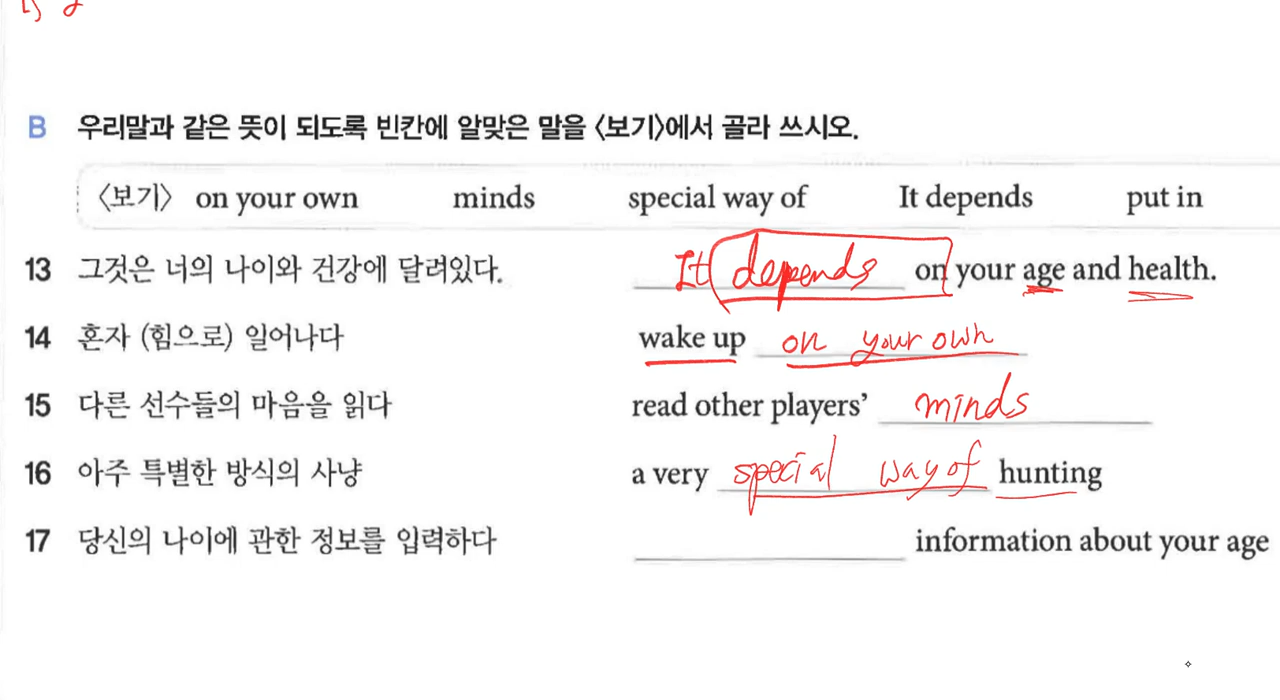 B 우리말과 같은 뜻이 되도록 빈칸에 알맞은 말을 〈보기〉에서 골라 쓰시오.
〈보기〉 on your own minds special way of It depends put in
13 그것은 너의 나이와 건강에 달려있다. It depends on your age and health.
14 혼자 (힘으로) 일어나다 wake up on your own
15 다른 선수들의 마음을 읽다 read other players' minds
16 아주 특별한 방식의 사냥 a very special way of hunting
17 당신의 나이에 관한 정보를 입력하다 information about your age